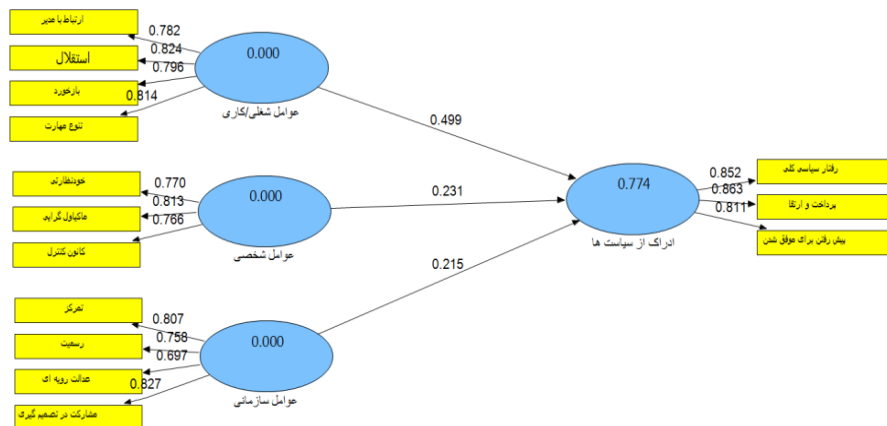 ارتباط با مدیر
0.782
استقلال
0.824
بازخورد
0.796
تنوع مهارت
0.814
0.000
عوامل شغلی/کاری
0.499
خودنظارتی
0.770
ماکیاول گرایی
0.813
کانون کنترل
0.766
0.000
عوامل شخصی
0.231
تمرکز
0.807
رسمیت
0.758
عدالت رویه ای
0.697
مشارکت در تصمیم گیری
0.827
0.000
عوامل سازمانی
0.215
0.774
ادراک از سیاست ها
0.852
رفتار سیاسی کلی
0.863
پرداخت و ارتقا
0.811
پیش رفتن برای موفق شدن